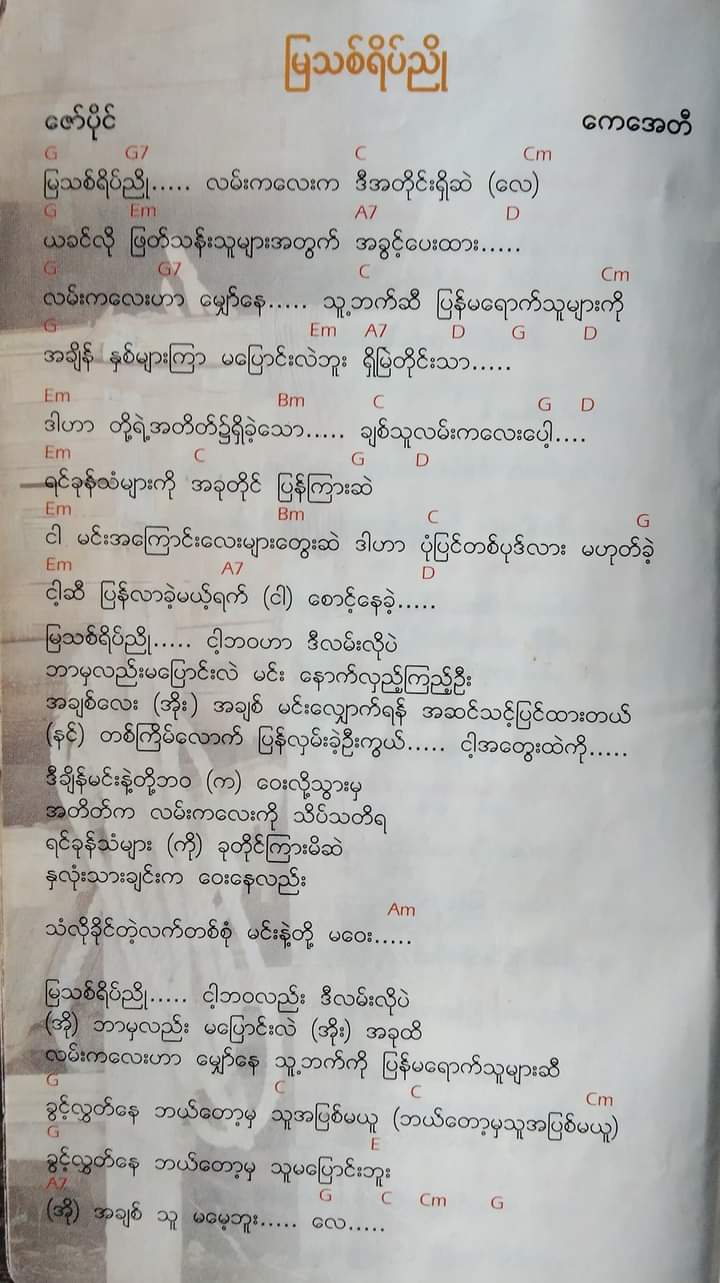 မြသစ်ရိပ်ညို
ဇော်ပိုင် ကေအေတီ
G G7 C Cm
မြသစ်ရိပ်ညို..... လမ်းကလေးက ဒီအတိုင်းရှိဆဲ (လေ)
G Em A7 D
ယခင်လို ဖြတ်သန်းသူများအတွက် အခွင့်ပေးထား.....
G G7 C Cm
လမ်းကလေးဟာ မျှော်နေ..... သူ့ဘက်ဆီ ပြန်မရောက်သူများကို
G Em A7 D G D
အချိန် နှစ်များကြာ မပြောင်းလဲဘူး ရှိမြဲတိုင်းသာ.....
Em Bm C G D
ဒါဟာ တို့ရဲ့အတိတ်၌ရှိခဲ့သော..... ချစ်သူလမ်းကလေးပေါ့....
Em C G D
ရင်ခုန်သံများကို အခုတိုင် ပြန်ကြားဆဲ
Em Bm C G
ငါ မင်းအကြောင်းလေးများတွေးဆဲ ဒါဟာ ပုံပြင်တစ်ပုဒ်လား မဟုတ်ခဲ့
Em A7 D
ငါ့ဆီ ပြန်လာခဲ့မယ့်ရက် (ငါ) စောင့်နေခဲ့.....
မြသစ်ရိပ်ညို..... ငါ့ဘဝဟာ ဒီလမ်းလိုပဲ
ဘာမှလည်းမပြောင်းလဲ မင်း နောက်လှည့်ကြည့်ဦး
အချစ်လေး (အိုး) အချစ် မင်းလျှောက်ရန် အဆင်သင့်ပြင်ထားတယ်
(နင်) တစ်ကြိမ်လောက် ပြန်လှမ်းခဲ့ဦးကွယ်..... ငါ့အတွေးထဲကို.....
ဒီချိန်မင်းနဲ့တို့ဘဝ (က) ဝေးလို့သွားမှ
အတိတ်က လမ်းကလေးကို သိပ်သတိရ
ရင်ခုန်သံများ (ကို) ခုတိုင်ကြားမိဆဲ
နှလုံးသားချင်းက ဝေးနေလည်း
Am
သံလိုခိုင်တဲ့လက်တစ်စုံ မင်းနဲ့တို့ မဝေး.....
မြသစ်ရိပ်ညို..... ငါ့ဘဝလည်း ဒီလမ်းလိုပဲ
(အို) ဘာမှလည်း မပြောင်းလဲ (အိုး) အခုထိ
လမ်းကလေးဟာ မျှော်နေ သူ့ဘက်ကို ပြန်မရောက်သူများဆီ
G C C Cm
ခွင့်လွှတ်နေ ဘယ်တော့မှ သူအပြစ်မယူ (ဘယ်တော့မှသူအပြစ်မယူ)
G E
ခွင့်လွှတ်နေ ဘယ်တော့မှ သူမပြောင်းဘူး
A7 G C Cm G
(အို) အချစ် သူ မမေ့ဘူး..... လေ.....